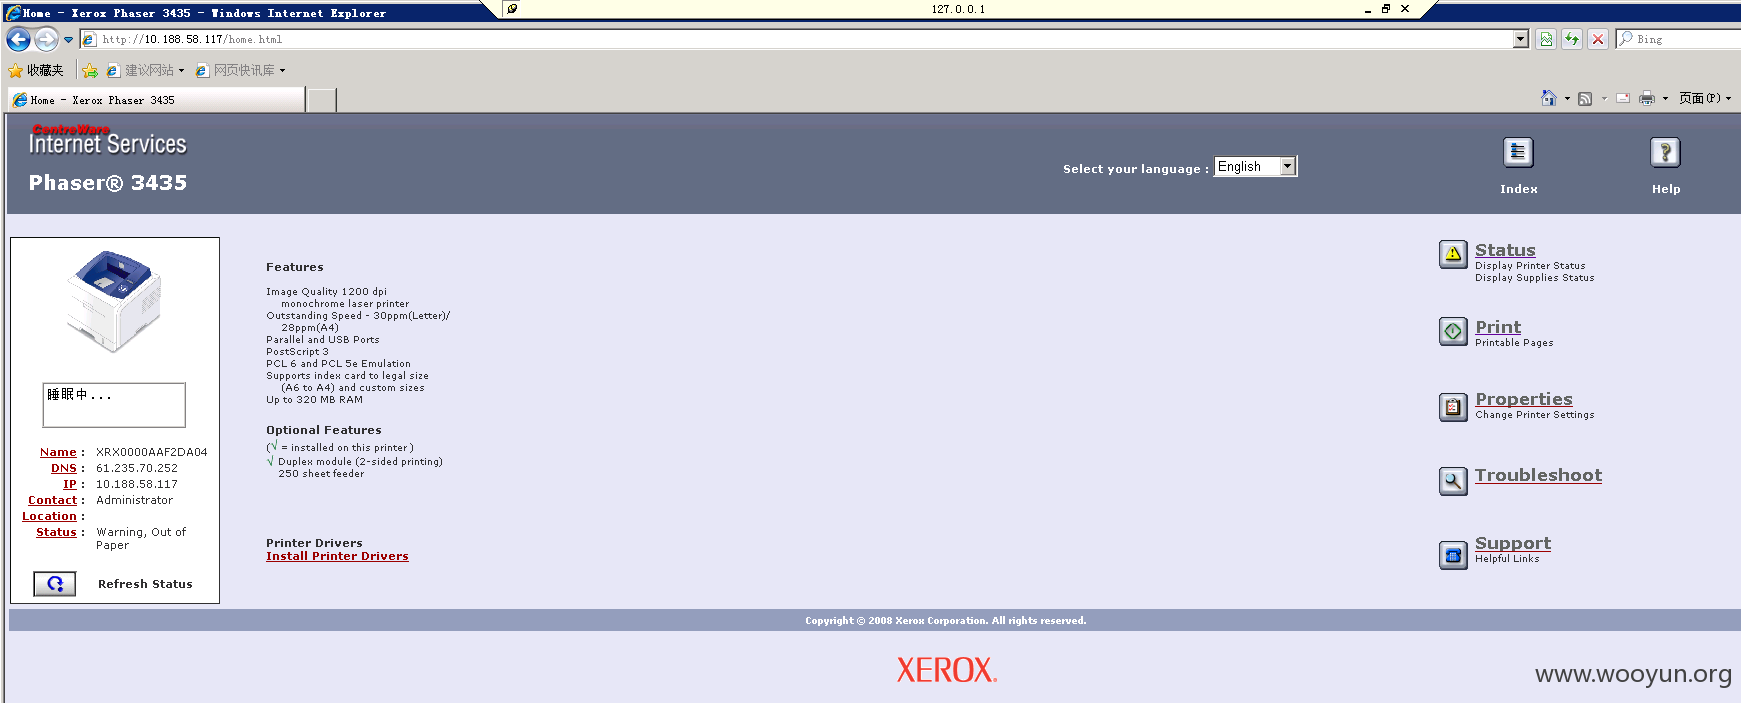 Home - Xerox Phaser 3435 - Windows Internet Explorer
127.0.0.1
http://10.188.58.117/home.html
Bing
收藏夹
建议网站
网页快讯库
Home - Xerox Phaser 3435
页面(P)
CentreWare
Internet Services
Phaser® 3435
Select your language :
English
Index
Help
睡眠中...
Name : XRX0000AAF2DA04
DNS : 61.235.70.252
IP : 10.188.58.117
Contact : Administrator
Location :
Status : Warning, Out of
Paper
Refresh Status
Features
Image Quality 1200 dpi
monochrome laser printer
Outstanding Speed - 30ppm(Letter)/
28ppm(A4)
Parallel and USB Ports
PostScript 3
PCL 6 and PCL 5e Emulation
Supports index card to legal size
(A6 to A4) and custom sizes
Up to 320 MB RAM
Optional Features
(√ = installed on this printer )
√ Duplex module (2-sided printing)
250 sheet feeder
Printer Drivers
Install Printer Drivers
Status
Display Printer Status
Display Supplies Status
Print
Printable Pages
Properties
Change Printer Settings
Troubleshoot
Support
Helpful Links
Copyright © 2008 Xerox Corporation. All rights reserved.
XEROX®
www.wooyun.org